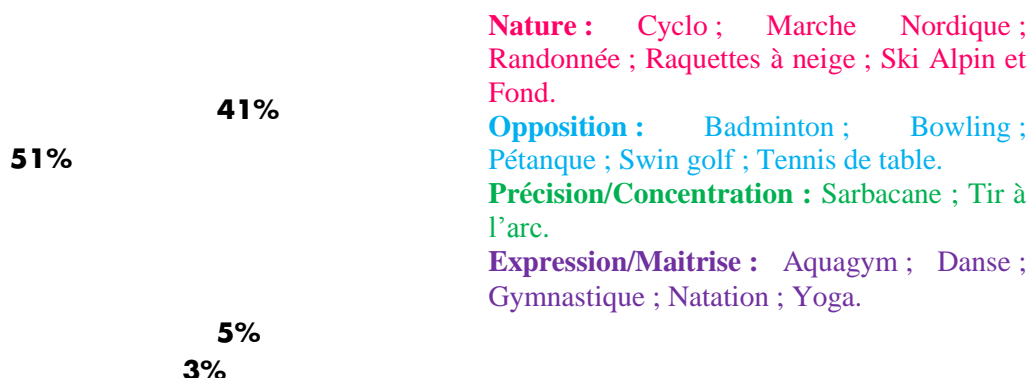 Nature : Cyclo ; Marche Nordique ;
Randonnée ; Raquettes à neige ; Ski Alpin et
Fond.
41%
Opposition : Badminton ; Bowling ;
51%
Pétanque ; Swin golf ; Tennis de table.
Précision/Concentration : Sarbacane ; Tir à
l’arc.
Expression/Maitrise : Aquagym ; Danse ;
Gymnastique ; Natation ; Yoga.
5%
3%